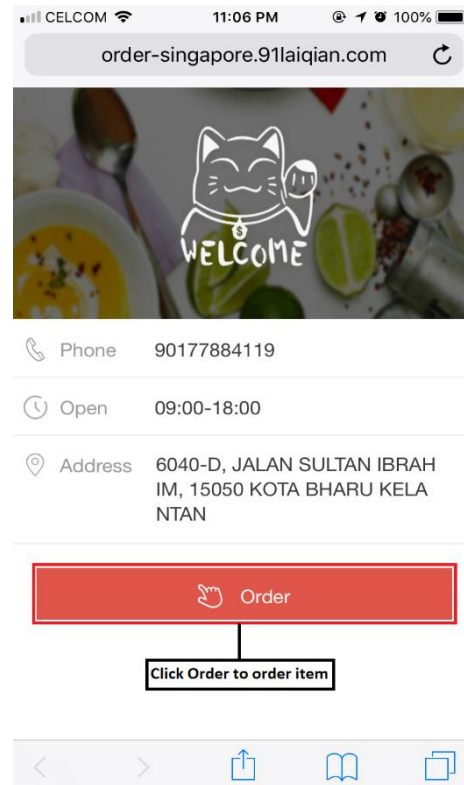 CELCOM 11:06 PM 100%
order-singapore.91laiqian.com
$
WELCOME
Phone 90177884119
Open 09:00-18:00
Address 6040-D, JALAN SULTAN IBRAH
IM, 15050 KOTA BHARU KELA
NTAN
Order
Click Order to order item